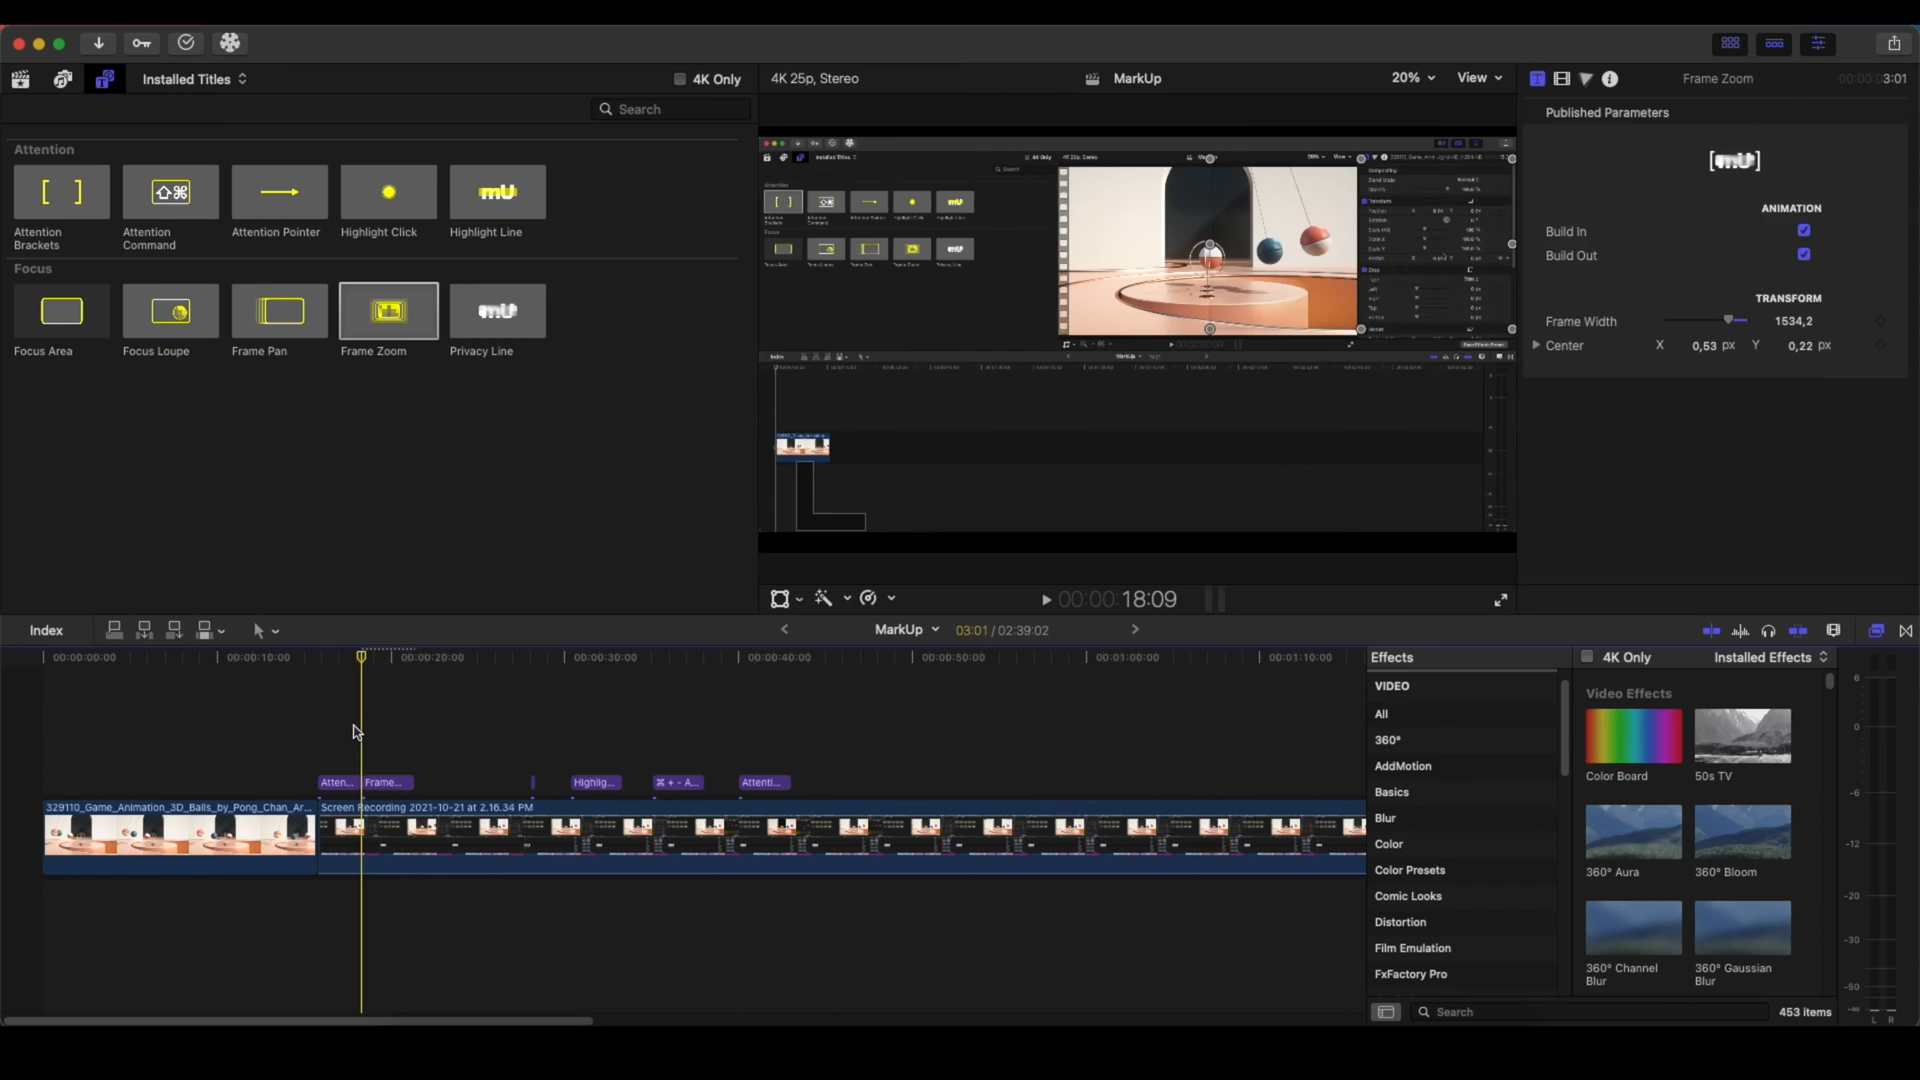 Installed Titles
4K Only
4K 25p, Stereo
MarkUp
20%
View
Frame Zoom
00:00:03:01
Search
Published Parameters
Attention
[mU]
mU
Attention Brackets
Attention Command
Attention Pointer
Highlight Click
Highlight Line
ANIMATION
Build In
Build Out
Focus
mU
TRANSFORM
Frame Width 1534,2
Center X 0,53 px Y 0,22 px
Focus Area
Focus Loupe
Frame Pan
Frame Zoom
Privacy Line
00:00:18:09
Index
MarkUp
03:01 / 02:39:02
00:00:00:00
00:00:10:00
00:00:20:00
00:00:30:00
00:00:40:00
00:00:50:00
00:01:00:00
00:01:10:00
Atten...
Frame...
Highlig...
⌘ + - A...
Attenti...
329110_Game_Animation_3D_Balls_by_Pong_Chan_Ar...
Screen Recording 2021-10-21 at 2.16.34 PM
Effects
4K Only
Installed Effects
VIDEO
All
360°
AddMotion
Basics
Blur
Color
Color Presets
Comic Looks
Distortion
Film Emulation
FxFactory Pro
Video Effects
Color Board
50s TV
360° Aura
360° Bloom
360° Channel Blur
360° Gaussian Blur
Search
453 items
6
0
-6
-12
-20
-30
-50
-∞
L R